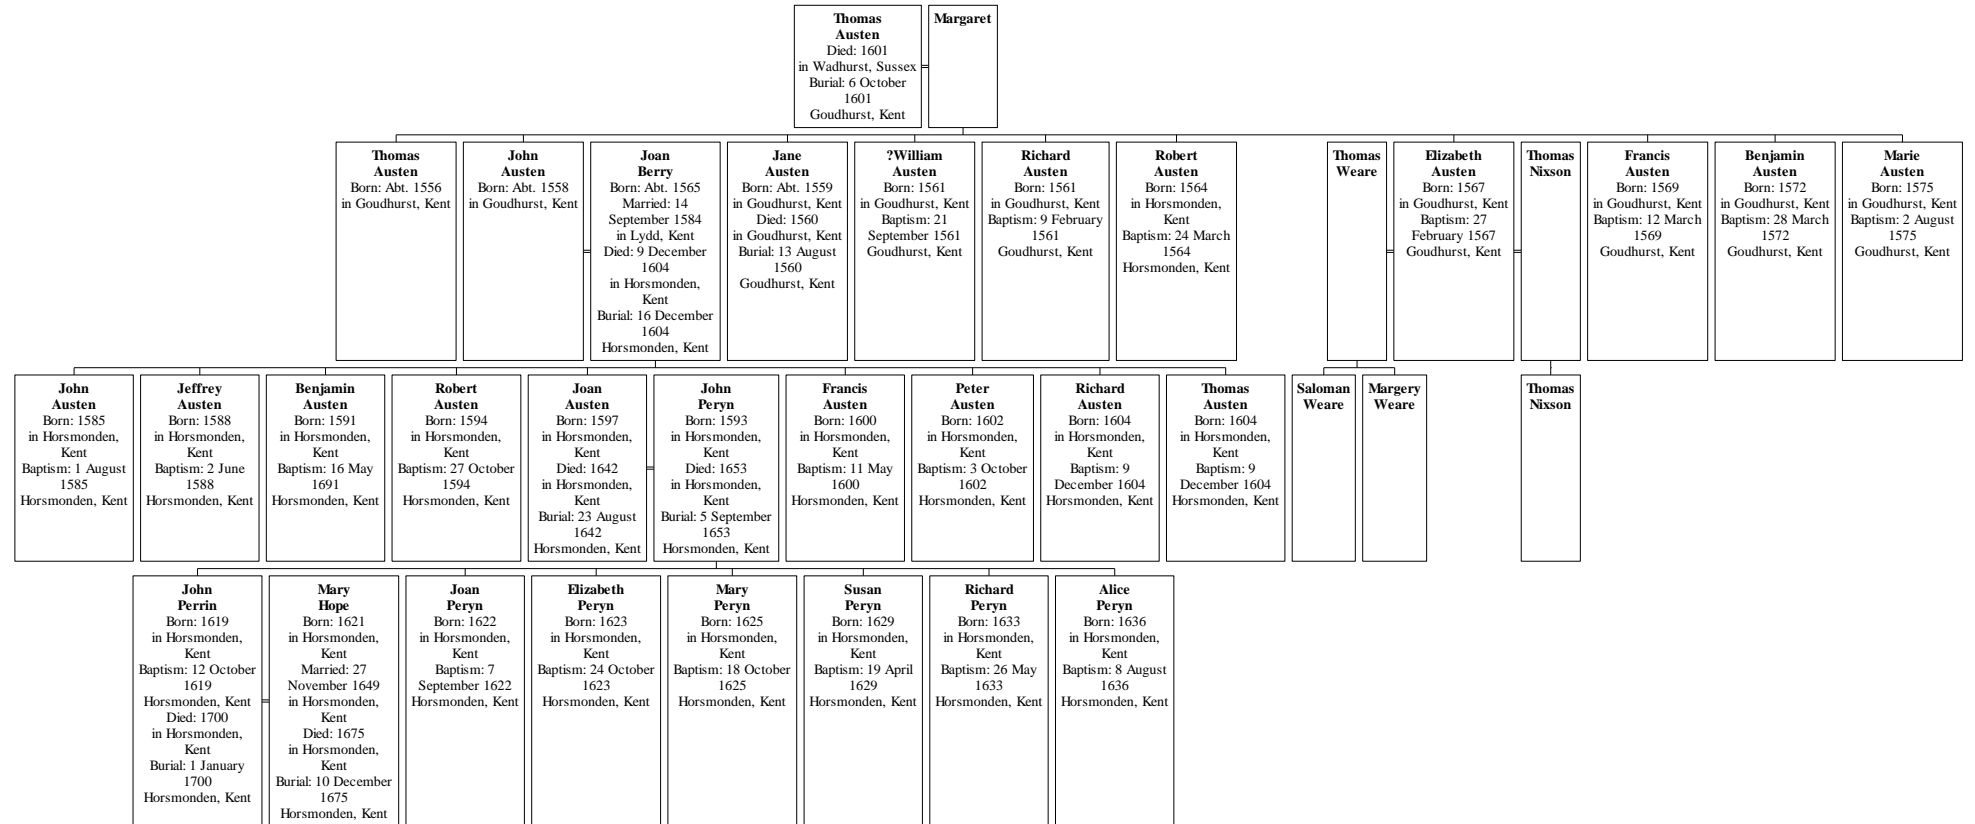 Thomas
Austen
Died: 1601
in Wadhurst, Sussex
Burial: 6 October
1601
Goudhurst, Kent
Margaret
Thomas
Austen
Born: Abt. 1556
in Goudhurst, Kent
John
Austen
Born: Abt. 1558
in Goudhurst, Kent
Joan
Berry
Born: Abt. 1565
Married: 14
September 1584
in Lydd, Kent
Died: 9 December
1604
in Horsmonden,
Kent
Burial: 16 December
1604
Horsmonden, Kent
Jane
Austen
Born: Abt. 1559
in Goudhurst, Kent
Died: 1560
in Goudhurst, Kent
Burial: 13 August
1560
Goudhurst, Kent
?William
Austen
Born: 1561
in Goudhurst, Kent
Baptism: 21
September 1561
Goudhurst, Kent
Richard
Austen
Born: 1561
in Goudhurst, Kent
Baptism: 9 February
1561
Goudhurst, Kent
Robert
Austen
Born: 1564
in Horsmonden,
Kent
Baptism: 24 March
1564
Horsmonden, Kent
Thomas
Weare
Elizabeth
Austen
Born: 1567
in Goudhurst, Kent
Baptism: 27
February 1567
Goudhurst, Kent
Thomas
Nixson
Francis
Austen
Born: 1569
in Goudhurst, Kent
Baptism: 12 March
1569
Goudhurst, Kent
Benjamin
Austen
Born: 1572
in Goudhurst, Kent
Baptism: 28 March
1572
Goudhurst, Kent
Marie
Austen
Born: 1575
in Goudhurst, Kent
Baptism: 2 August
1575
Goudhurst, Kent
John
Austen
Born: 1585
in Horsmonden,
Kent
Baptism: 1 August
1585
Horsmonden, Kent
Jeffrey
Austen
Born: 1588
in Horsmonden,
Kent
Baptism: 2 June
1588
Horsmonden, Kent
Benjamin
Austen
Born: 1591
in Horsmonden,
Kent
Baptism: 16 May
1691
Horsmonden, Kent
Robert
Austen
Born: 1594
in Horsmonden,
Kent
Baptism: 27 October
1594
Horsmonden, Kent
Joan
Austen
Born: 1597
in Horsmonden,
Kent
Died: 1642
in Horsmonden,
Kent
Burial: 23 August
1642
Horsmonden, Kent
John
Peryn
Born: 1593
in Horsmonden,
Kent
Died: 1653
in Horsmonden,
Kent
Burial: 5 September
1653
Horsmonden, Kent
Francis
Austen
Born: 1600
in Horsmonden,
Kent
Baptism: 11 May
1600
Horsmonden, Kent
Peter
Austen
Born: 1602
in Horsmonden,
Kent
Baptism: 3 October
1602
Horsmonden, Kent
Richard
Austen
Born: 1604
in Horsmonden,
Kent
Baptism: 9
December 1604
Horsmonden, Kent
Thomas
Austen
Born: 1604
in Horsmonden,
Kent
Baptism: 9
December 1604
Horsmonden, Kent
Saloman
Weare
Margery
Weare
Thomas
Nixson
John
Perrin
Born: 1619
in Horsmonden,
Kent
Baptism: 12 October
1619
Horsmonden, Kent
Died: 1700
in Horsmonden,
Kent
Burial: 1 January
1700
Horsmonden, Kent
Mary
Hope
Born: 1621
in Horsmonden,
Kent
Married: 27
November 1649
in Horsmonden,
Kent
Died: 1675
in Horsmonden,
Kent
Burial: 10 December
1675
Horsmonden, Kent
Joan
Peryn
Born: 1622
in Horsmonden,
Kent
Baptism: 7
September 1622
Horsmonden, Kent
Elizabeth
Peryn
Born: 1623
in Horsmonden,
Kent
Baptism: 24 October
1623
Horsmonden, Kent
Mary
Peryn
Born: 1625
in Horsmonden,
Kent
Baptism: 18 October
1625
Horsmonden, Kent
Susan
Peryn
Born: 1629
in Horsmonden,
Kent
Baptism: 19 April
1629
Horsmonden, Kent
Richard
Peryn
Born: 1633
in Horsmonden,
Kent
Baptism: 26 May
1633
Horsmonden, Kent
Alice
Peryn
Born: 1636
in Horsmonden,
Kent
Baptism: 8 August
1636
Horsmonden, Kent